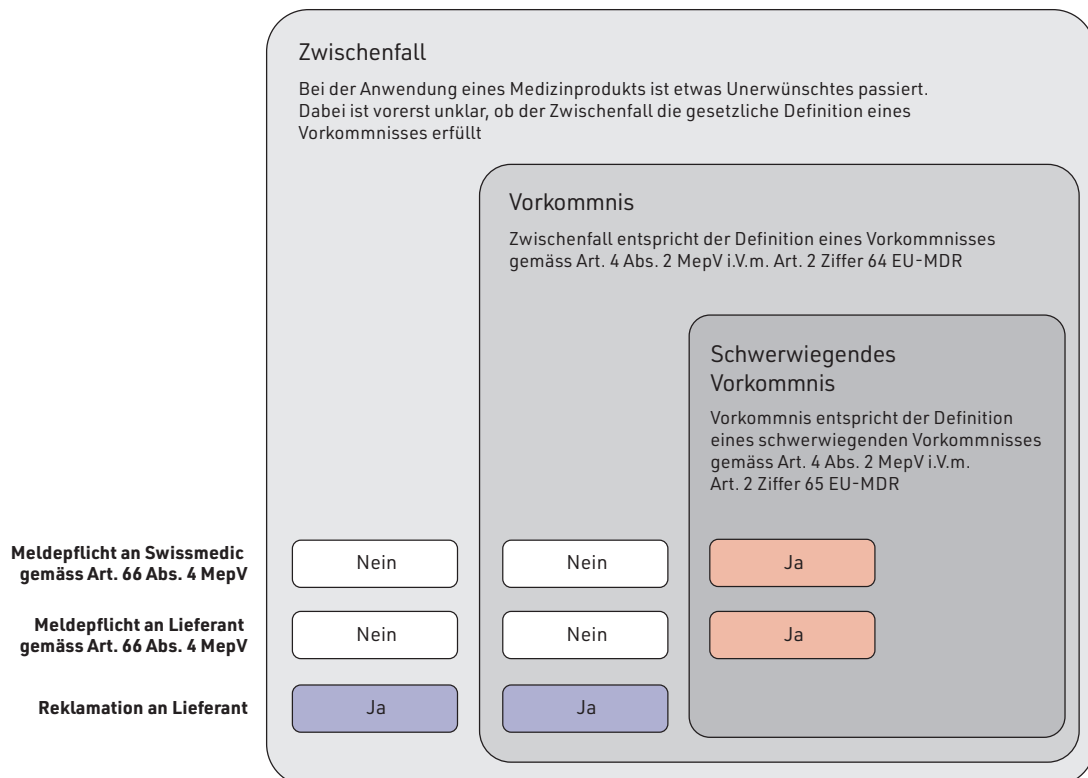 Zwischenfall
Bei der Anwendung eines Medizinprodukts ist etwas Unerwünschtes passiert.
Dabei ist vorerst unklar, ob der Zwischenfall die gesetzliche Definition eines
Vorkommnisses erfüllt
Vorkommnis
Zwischenfall entspricht der Definition eines Vorkommnisses
gemäss Art. 4 Abs. 2 MepV i.V.m. Art. 2 Ziffer 64 EU-MDR
Schwerwiegendes
Vorkommnis
Vorkommnis entspricht der Definition
eines schwerwiegenden Vorkommnisses
gemäss Art. 4 Abs. 2 MepV i.V.m.
Art. 2 Ziffer 65 EU-MDR
Meldepflicht an Swissmedic
gemäss Art. 66 Abs. 4 MepV
Nein
Nein
Ja
Meldepflicht an Lieferant
gemäss Art. 66 Abs. 4 MepV
Nein
Nein
Ja
Reklamation an Lieferant
Ja
Ja